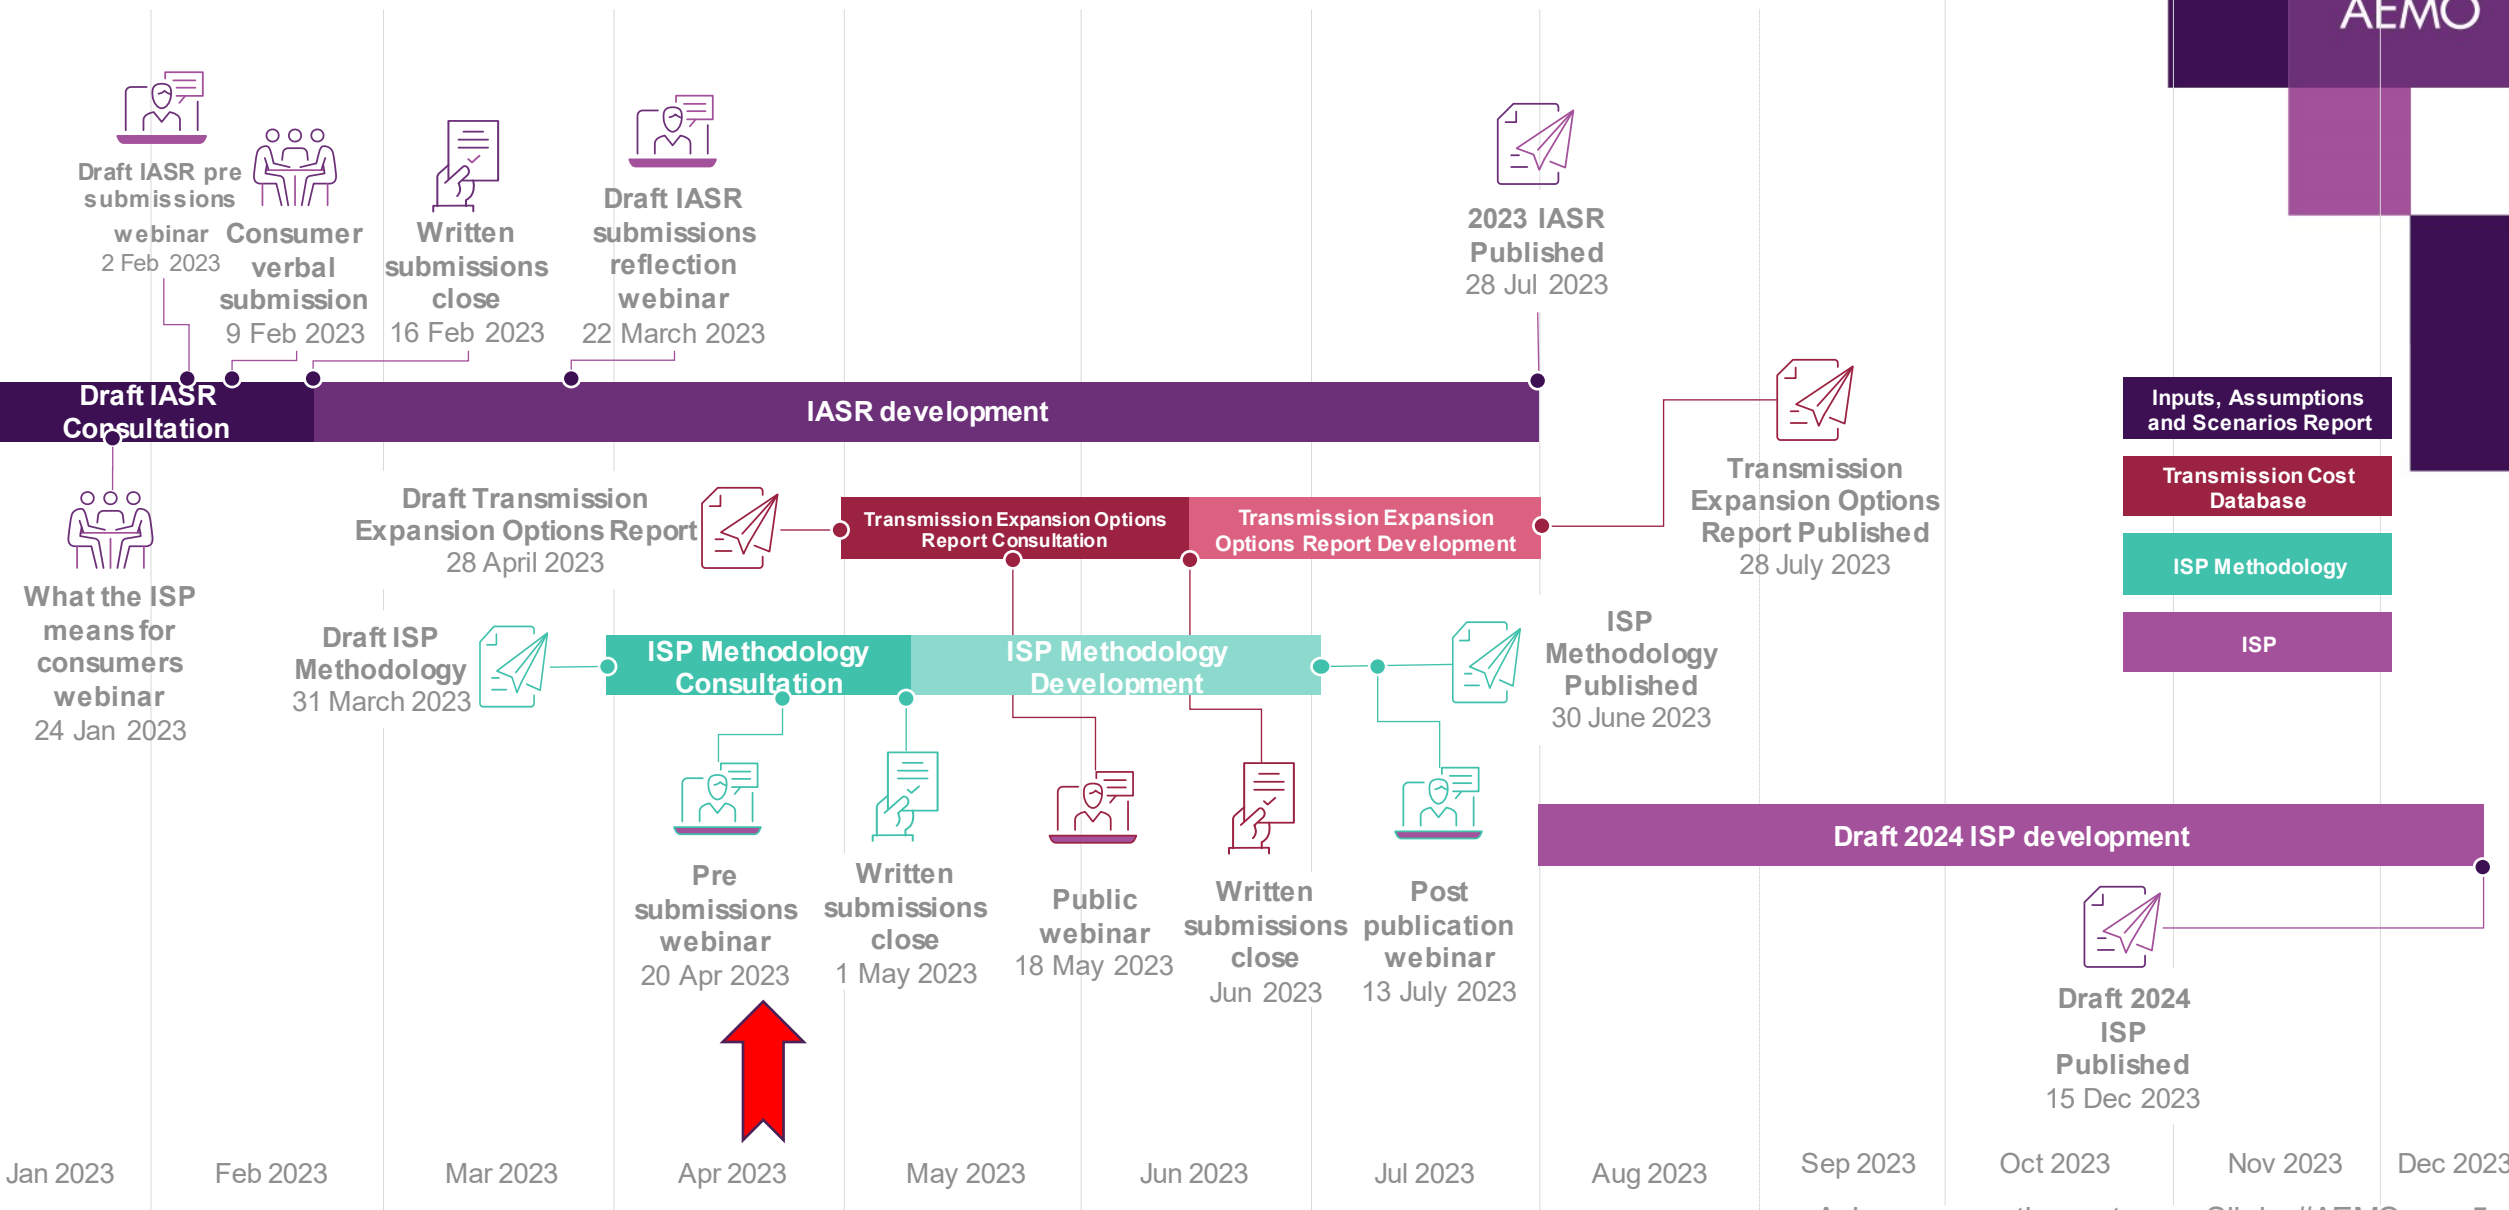 AEMO
Draft IASR pre
submissions
webinar
2 Feb 2023
Consumer
verbal
submission
9 Feb 2023
Written
submissions
close
16 Feb 2023
Draft IASR
submissions
reflection
webinar
22 March 2023
2023 IASR
Published
28 Jul 2023
Draft IASR
Consultation
IASR development
Inputs, Assumptions
and Scenarios Report
Transmission Cost
Database
ISP Methodology
ISP
What the ISP
means for
consumers
webinar
24 Jan 2023
Draft Transmission
Expansion Options Report
28 April 2023
Transmission Expansion Options
Report Consultation
Transmission Expansion
Options Report Development
Transmission
Expansion Options
Report Published
28 July 2023
Draft ISP
Methodology
31 March 2023
ISP Methodology
Consultation
ISP Methodology
Development
ISP
Methodology
Published
30 June 2023
Pre
submissions
webinar
20 Apr 2023
Written
submissions
close
1 May 2023
Public
webinar
18 May 2023
Written
submissions
close
Jun 2023
Post
publication
webinar
13 July 2023
Draft 2024 ISP development
Draft 2024
ISP
Published
15 Dec 2023
Jan 2023
Feb 2023
Mar 2023
Apr 2023
May 2023
Jun 2023
Jul 2023
Aug 2023
Sep 2023
Oct 2023
Nov 2023
Dec 2023